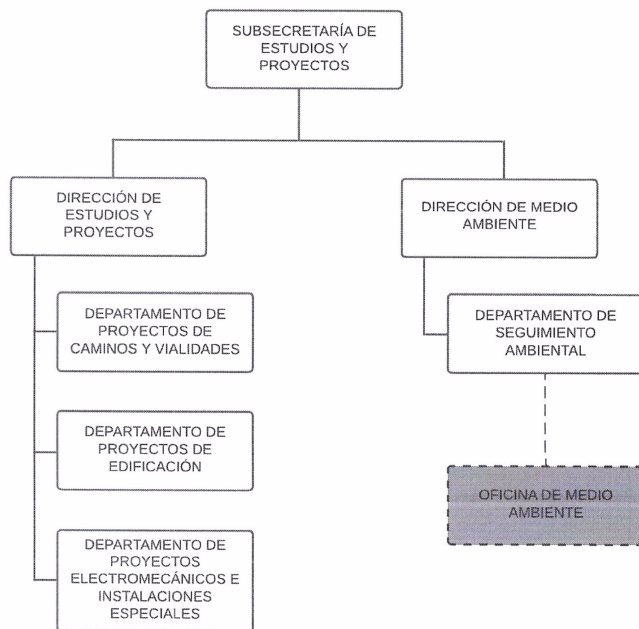 SUBSECRETARÍA DE
ESTUDIOS Y
PROYECTOS
DIRECCIÓN DE
ESTUDIOS Y
PROYECTOS
DIRECCIÓN DE MEDIO
AMBIENTE
DEPARTAMENTO DE
PROYECTOS DE
CAMINOS Y VIALIDADES
DEPARTAMENTO DE
SEGUIMIENTO
AMBIENTAL
DEPARTAMENTO DE
PROYECTOS DE
EDIFICACIÓN
OFICINA DE MEDIO
AMBIENTE
DEPARTAMENTO DE
PROYECTOS
ELECTROMECÁNICOS E
INSTALACIONES
ESPECIALES